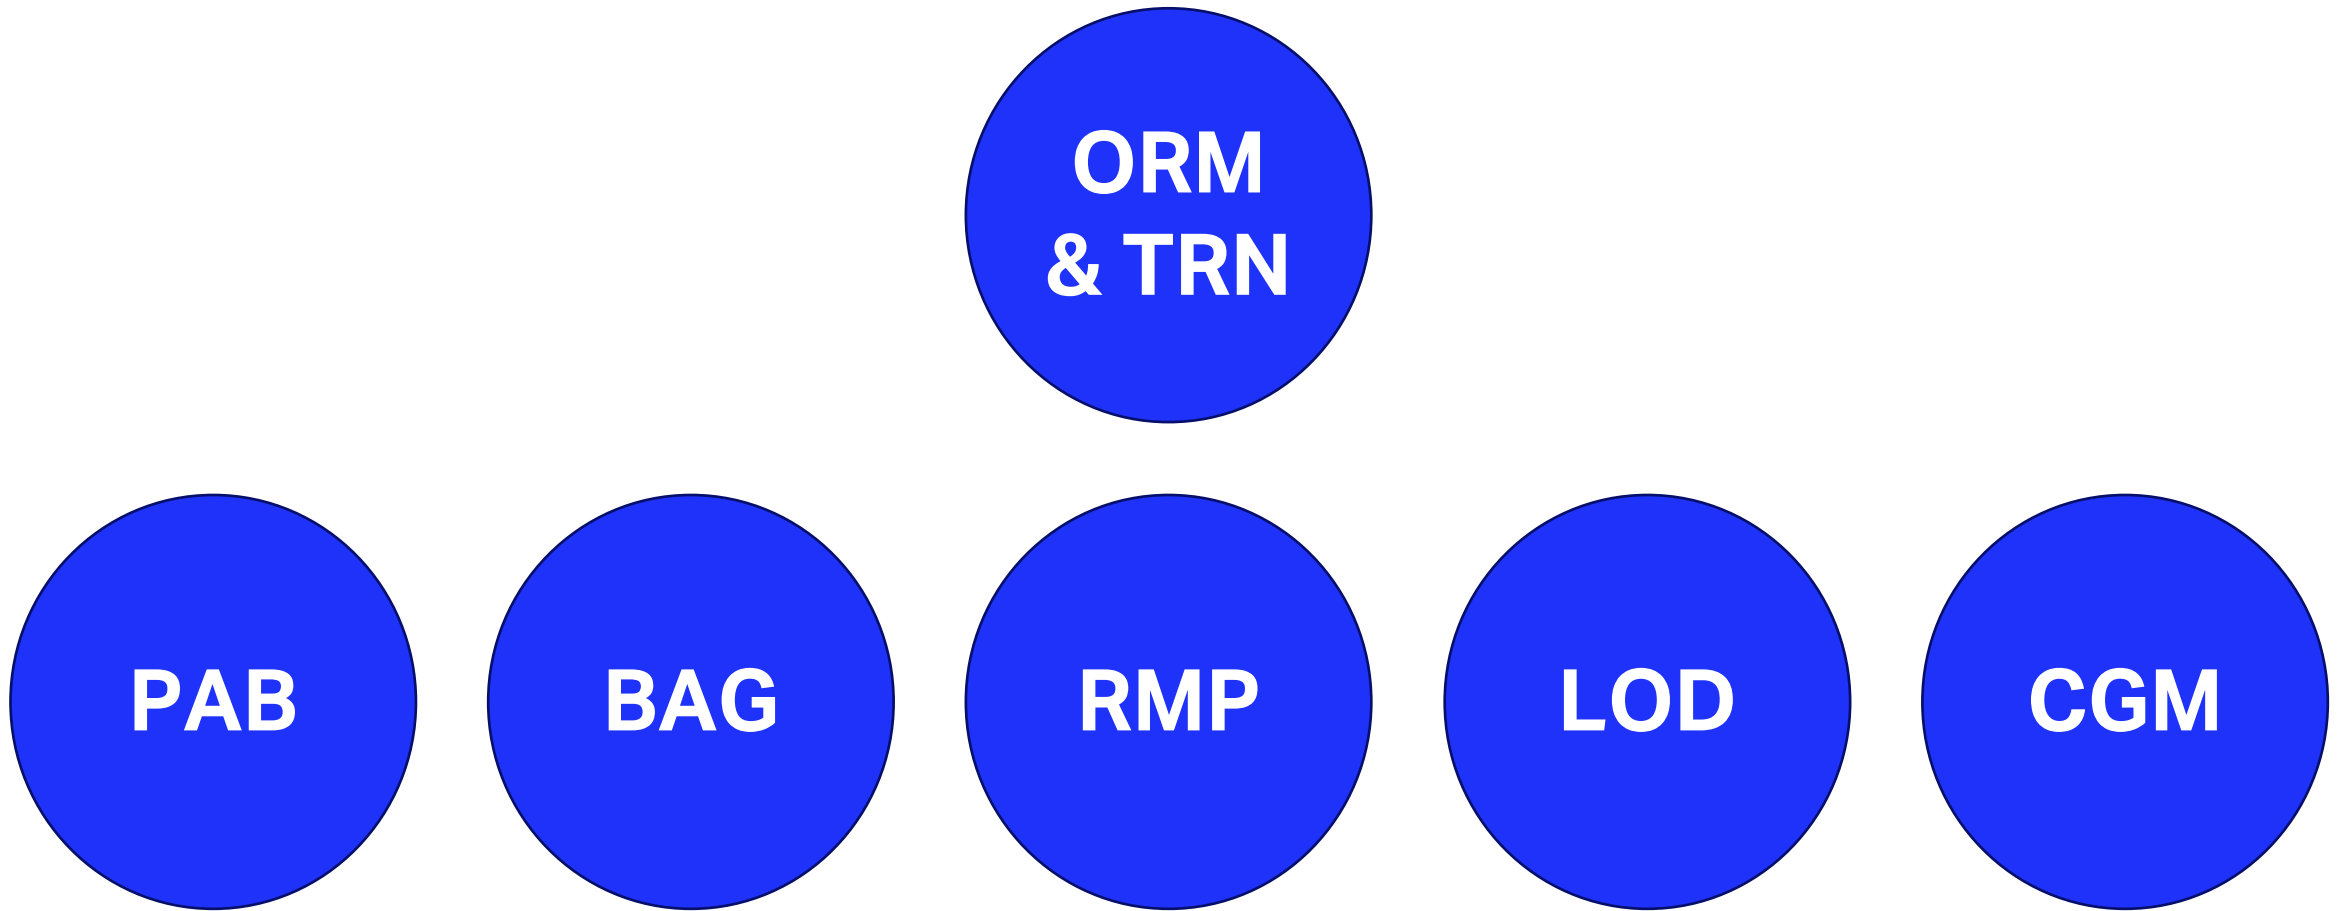 ORM
& TRN
PAB
BAG
RMP
LOD
CGM